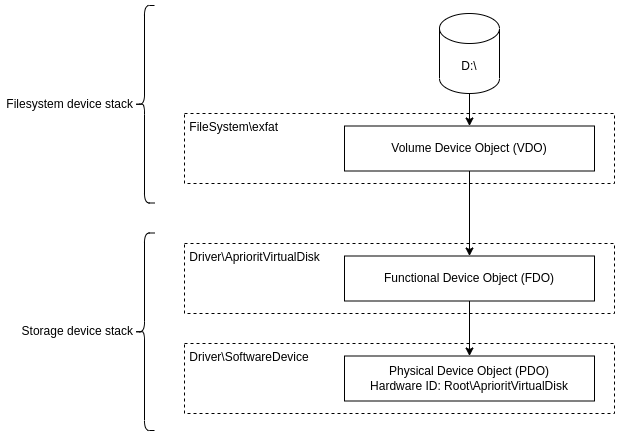 D:\
Filesystem device stack
FileSystem\exfat
Volume Device Object (VDO)
Driver\AprioritVirtualDisk
Functional Device Object (FDO)
Storage device stack
Driver\SoftwareDevice
Physical Device Object (PDO)
Hardware ID: Root\AprioritVirtualDisk